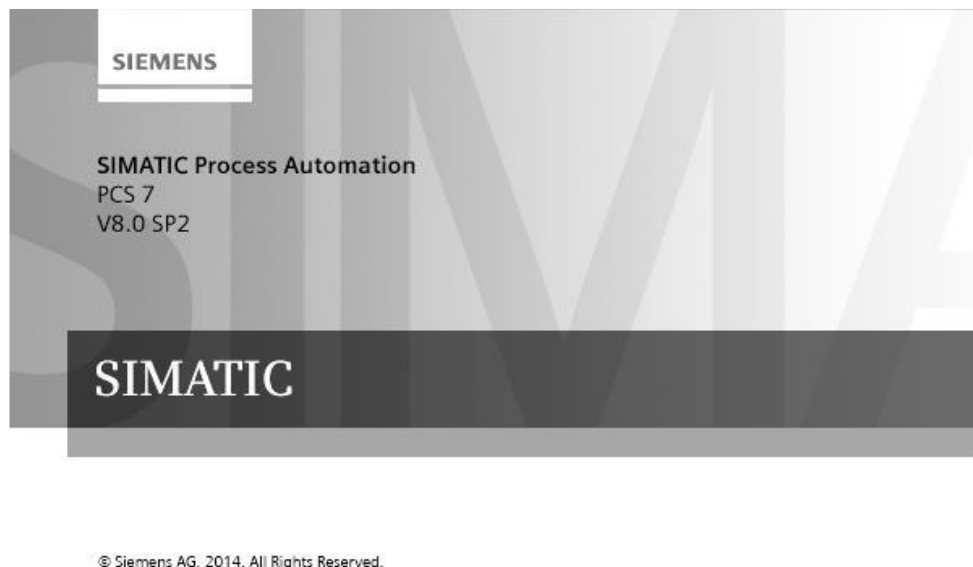 SIEMENS
SIMATIC Process Automation
PCS 7
V8.0 SP2
SIMATIC
© Siemens AG, 2014. All Rights Reserved.